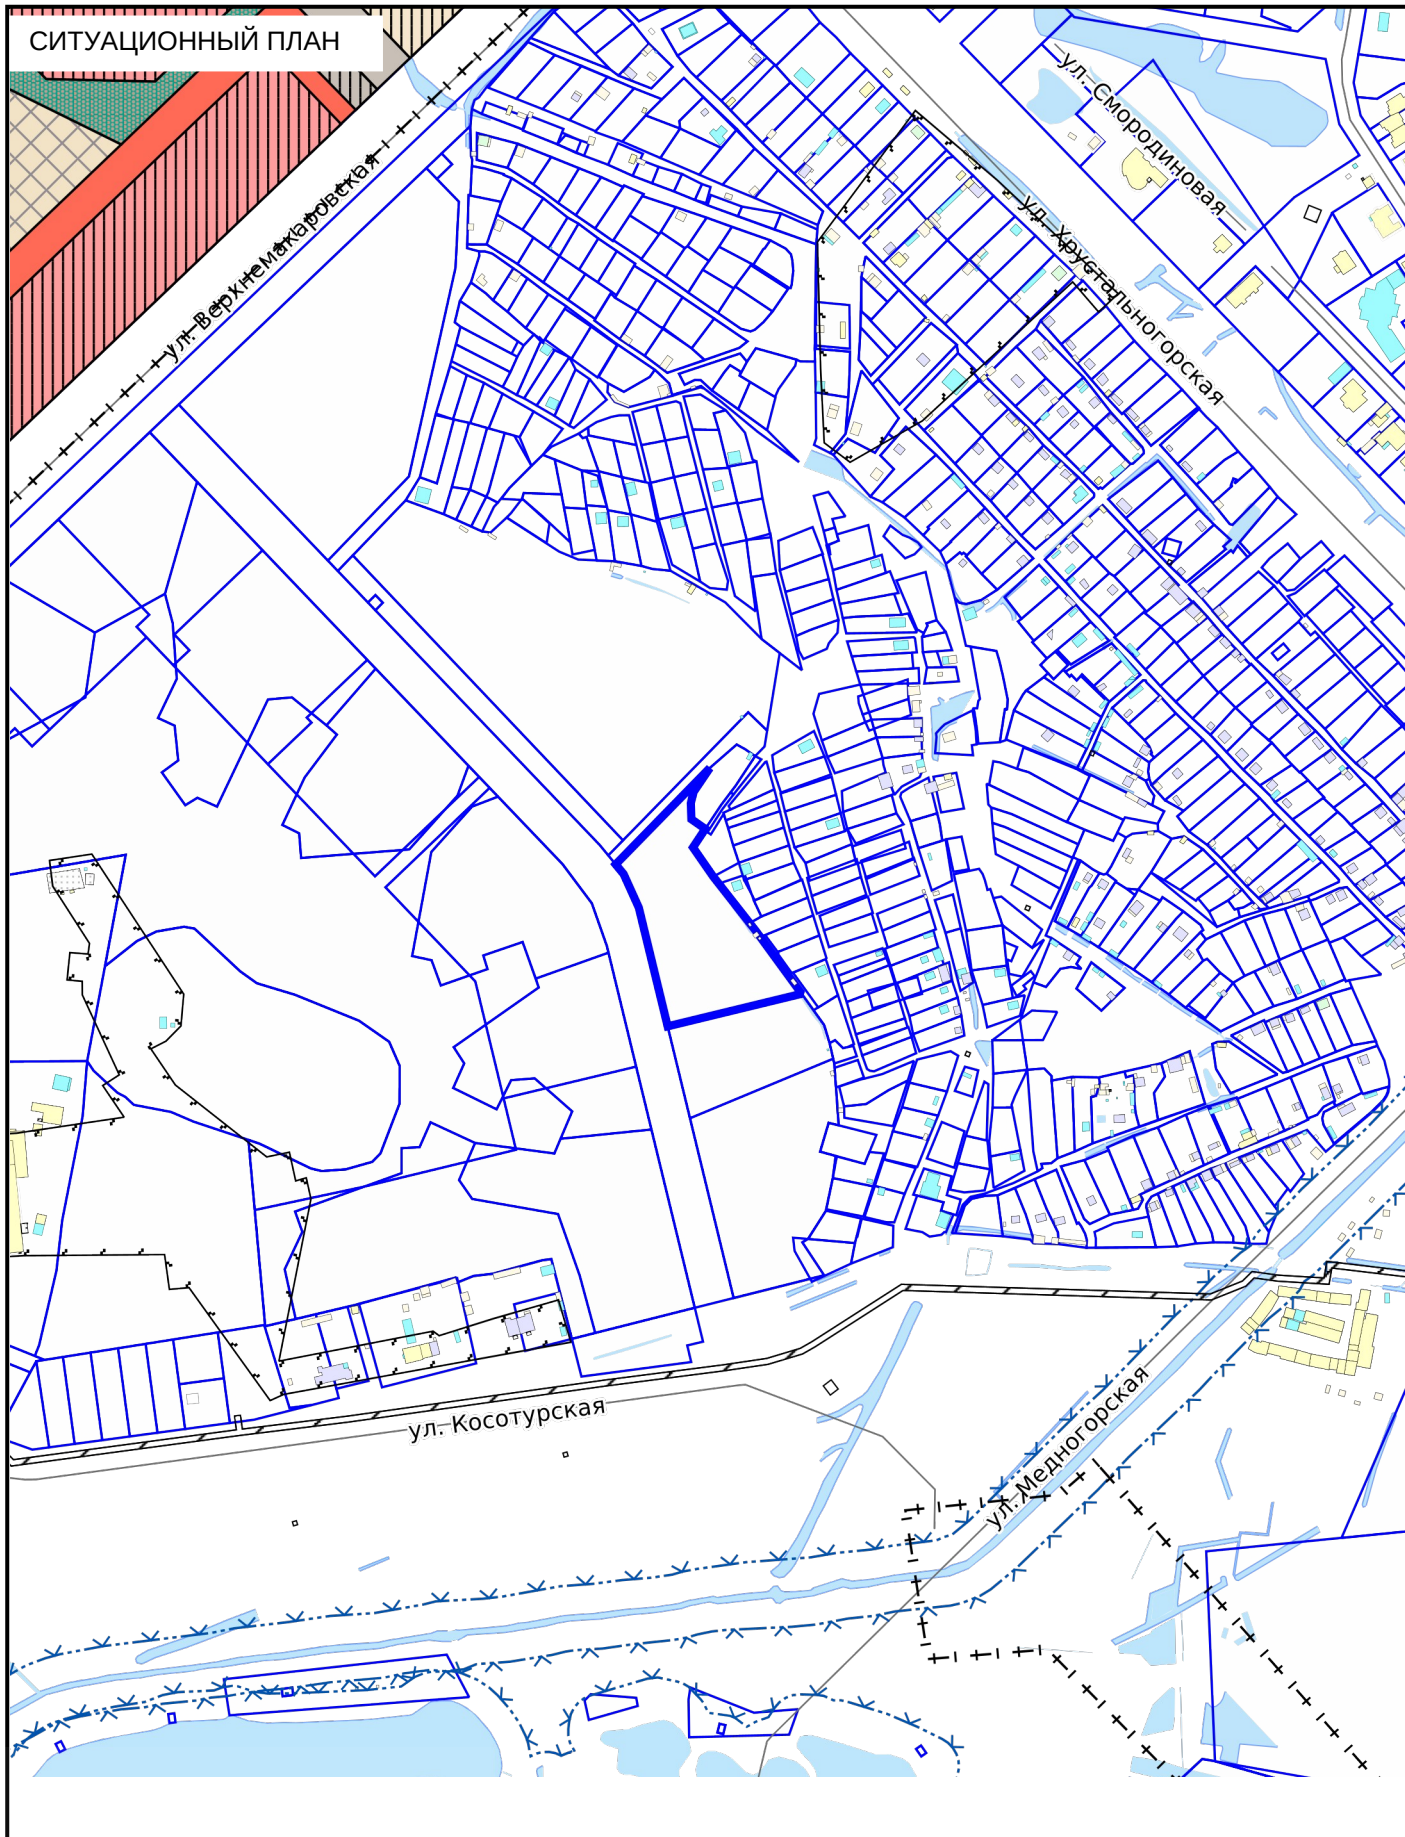 СИТУАЦИОННЫЙ ПЛАН
ул. Смородиновая
ул. Верхнемакаровская
ул. Хрустальногорская
ул. Косотурская
ул. Медногорская